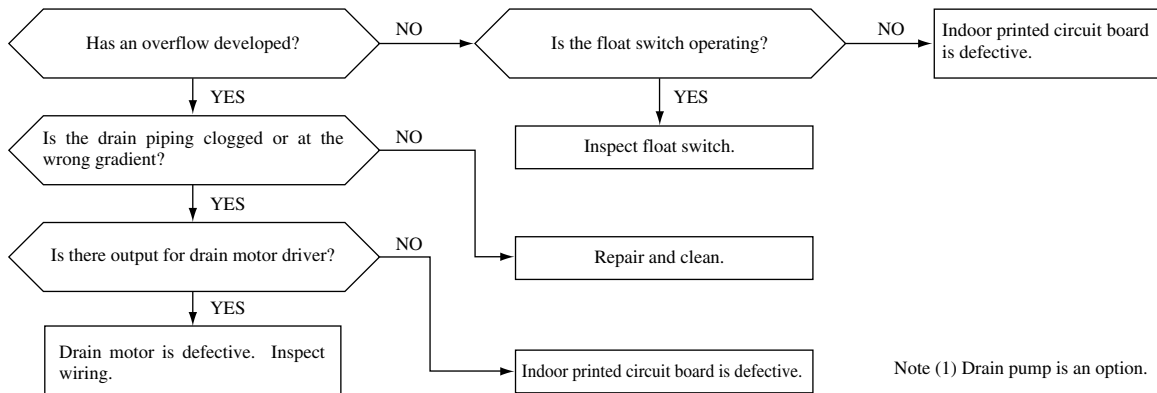 Has an overflow developed?
NO
Is the float switch operating?
NO
Indoor printed circuit board
is defective.
YES
YES
Inspect float switch.
Is the drain piping clogged or at the
wrong gradient?
NO
YES
Is there output for drain motor driver?
NO
Repair and clean.
YES
Drain motor is defective. Inspect
wiring.
Indoor printed circuit board is defective.
Note (1) Drain pump is an option.